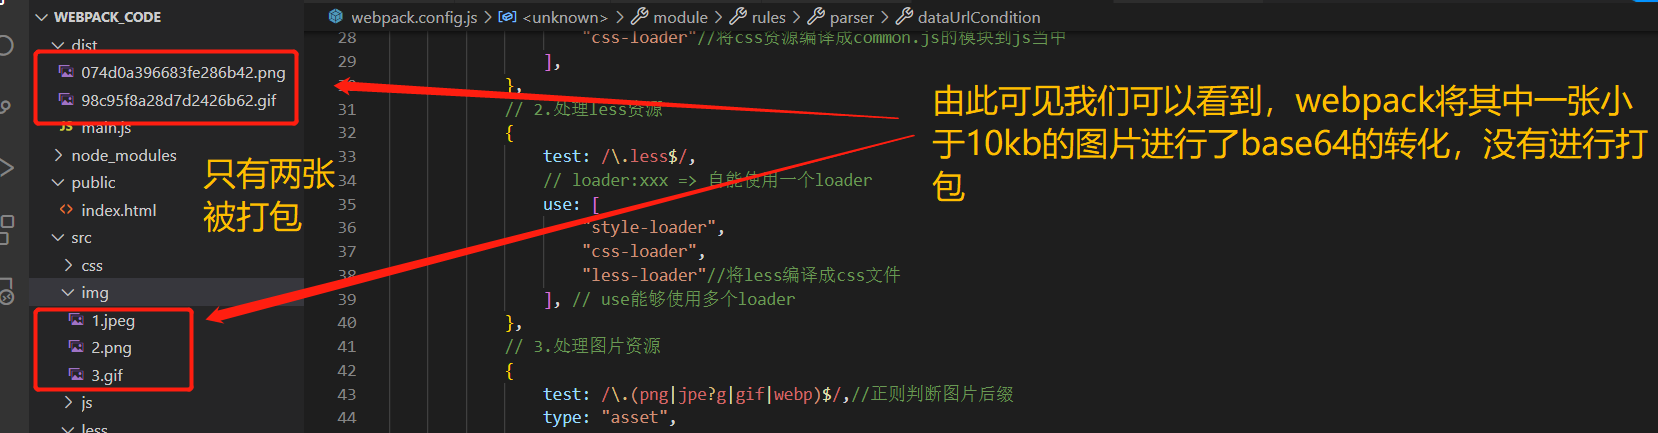 WEBPACK_CODE
dist
074d0a396683fe286b42.png
98c95f8a28d7d2426b62.gif
JS main.js
node_modules
public
<> index.html
src
css
img
1.jpeg
2.png
3.gif
js
less
只有两张
被打包
webpack.config.js > <unknown> > module > rules > parser > dataUrlCondition
28 "css-loader"//将css资源编译成common.js的模块到js当中
29 ],
},
31 // 2.处理less资源
32 {
33 test: /\.less$/,
34 // loader:xxx => 自能使用一个loader
35 use: [
36 "style-loader",
37 "css-loader",
38 "less-loader"//将less编译成css文件
39 ], // use能够使用多个loader
40 },
41 // 3.处理图片资源
42 {
43 test: /\.(png|jpe?g|gif|webp)$/,//正则判断图片后缀
44 type: "asset",
由此可见我们可以看到，webpack将其中一张小
于10kb的图片进行了base64的转化，没有进行打
包